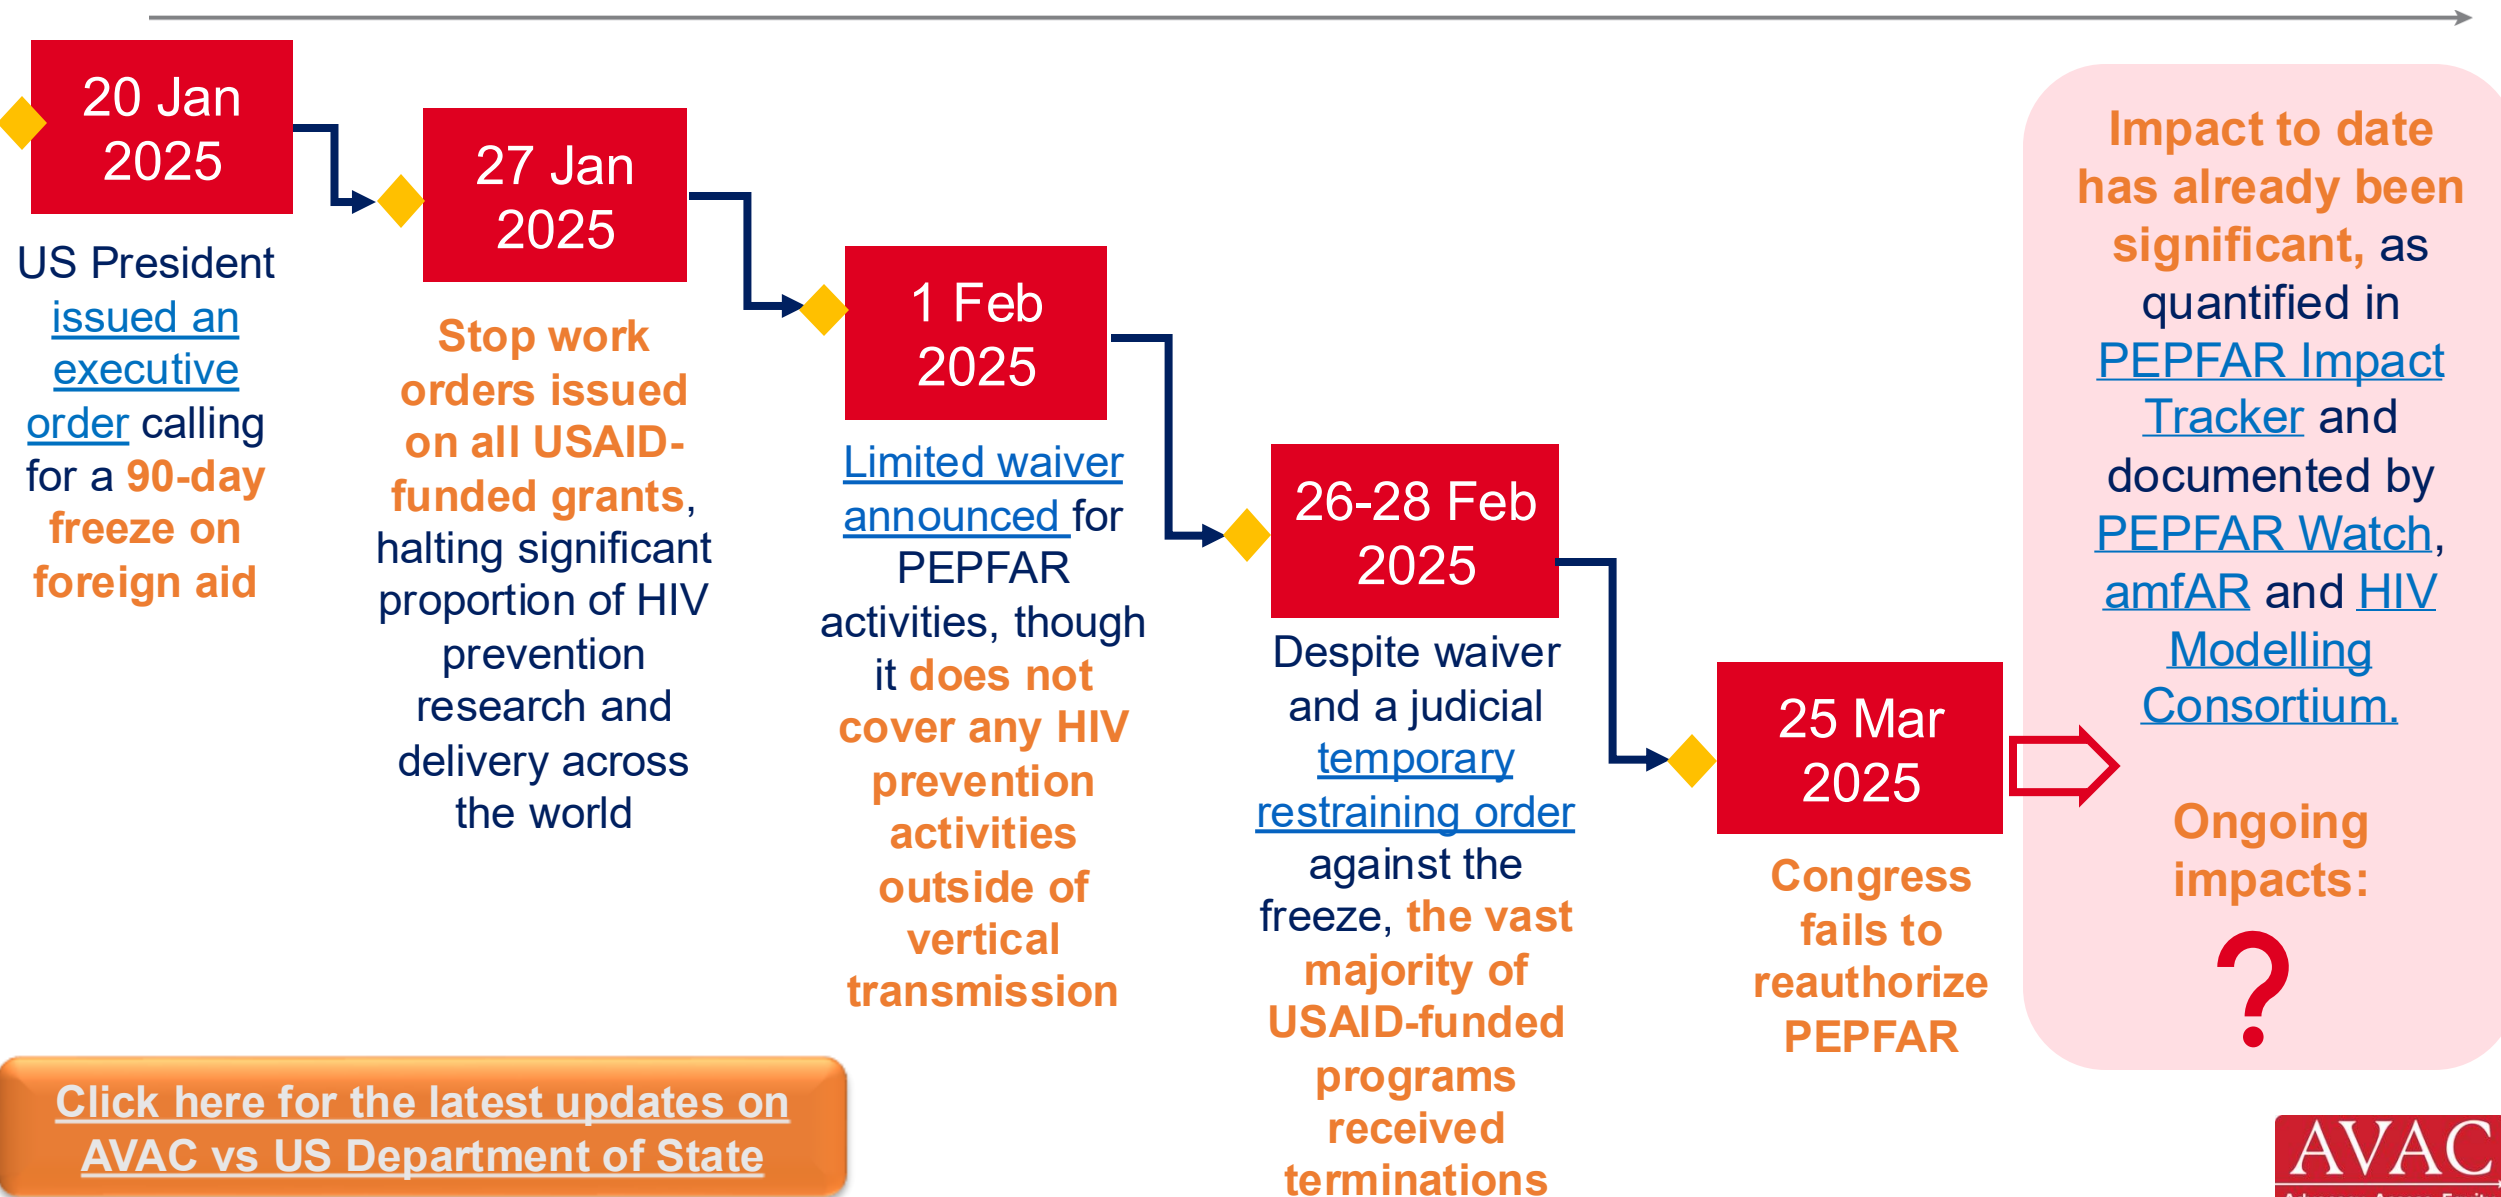 20 Jan
2025
US President
issued an
executive
order calling
for a 90-day
freeze on
foreign aid
27 Jan
2025
Stop work
orders issued
on all USAID-
funded grants,
halting significant
proportion of HIV
prevention
research and
delivery across
the world
1 Feb
2025
Limited waiver
announced for
PEPFAR
activities, though
it does not
cover any HIV
prevention
activities
outside of
vertical
transmission
26-28 Feb
2025
Despite waiver
and a judicial
temporary
restraining order
against the
freeze, the vast
majority of
USAID-funded
programs
received
terminations
25 Mar
2025
Congress
fails to
reauthorize
PEPFAR
Impact to date
has already been
significant, as
quantified in
PEPFAR Impact
Tracker and
documented by
PEPFAR Watch,
amfAR and HIV
Modelling
Consortium.
Ongoing
impacts:
?
Click here for the latest updates on
AVAC vs US Department of State
AVAC